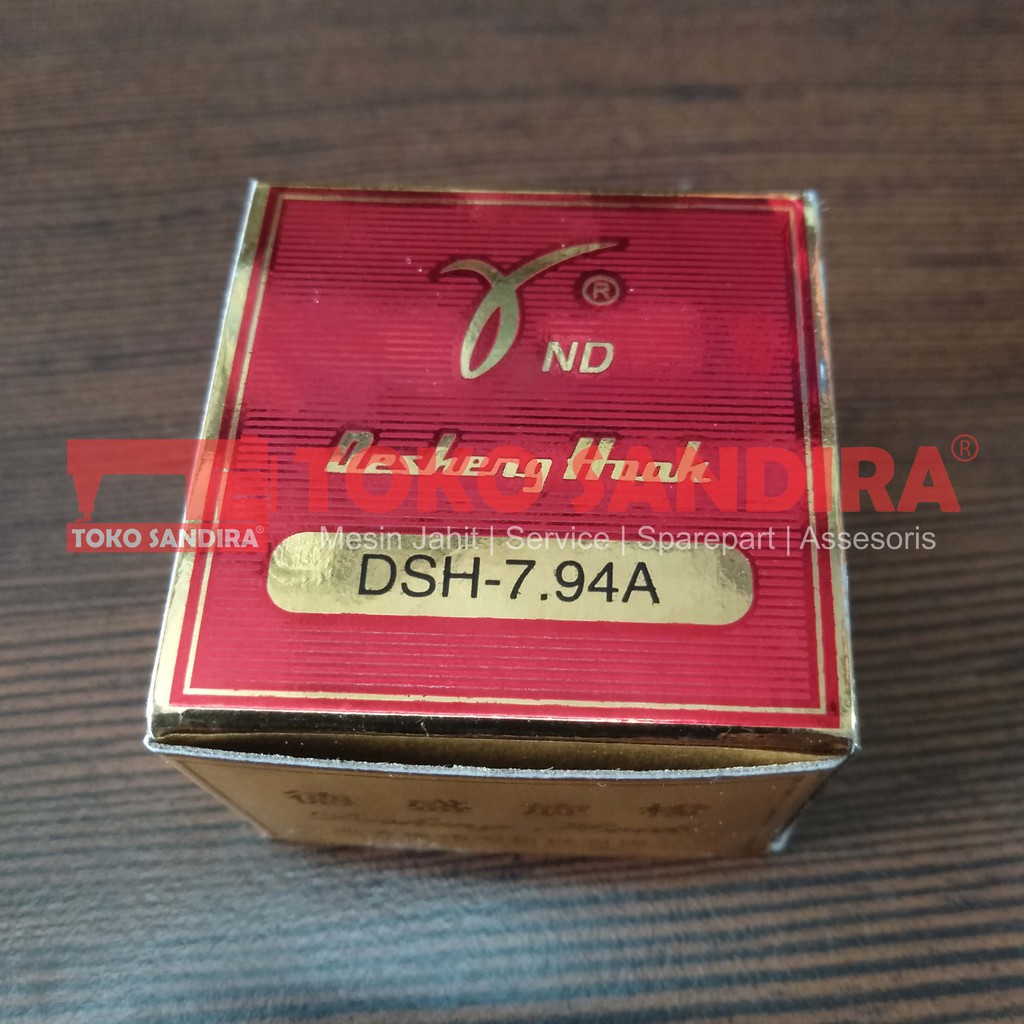 ®
ND
Desheng Hook
TOKO SANDIRA®
TOKO SANDIRA®
Mesin Jahit | Service | Sparepart | Assesoris
DSH-7.94A